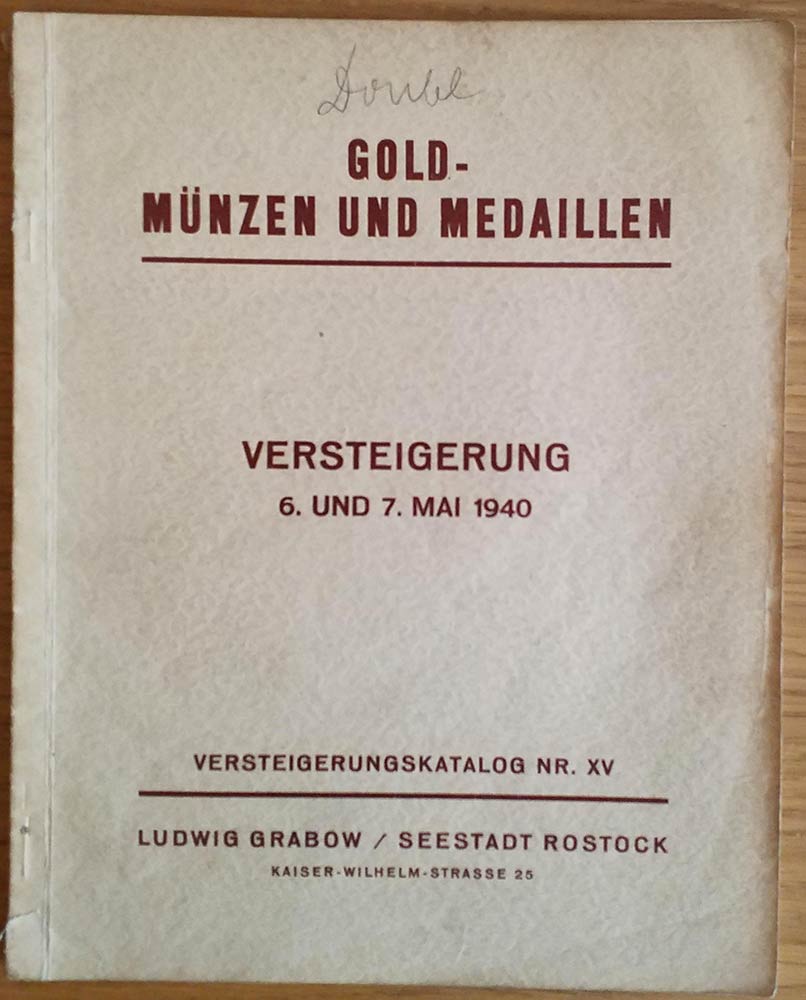 Double
GOLD-
MÜNZEN UND MEDAILLEN
VERSTEIGERUNG
6. UND 7. MAI 1940
VERSTEIGERUNGSKATALOG NR. XV
LUDWIG GRABOW / SEESTADT ROSTOCK
KAISER-WILHELM-STRASSE 25